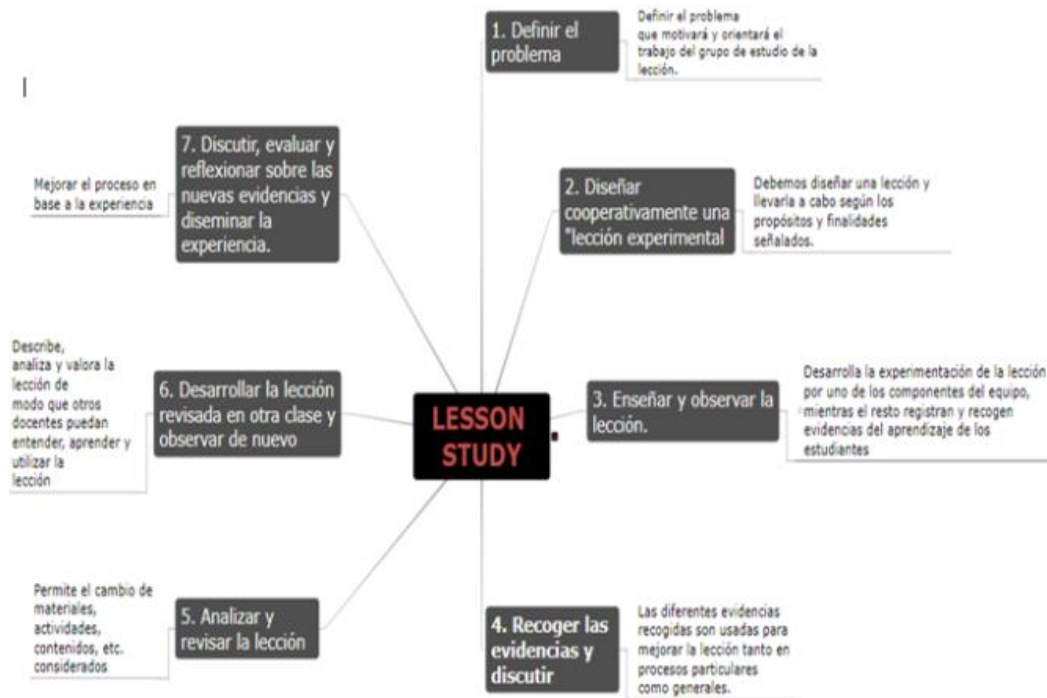 1. Definir el
problema
Definir el problema
que motivará y orientará el
trabajo del grupo de estudio de la
lección.
2. Diseñar
cooperativamente una
"lección experimental
Debemos diseñar una lección y
llevarla a cabo según los
propósitos y finalidades
señalados.
3. Enseñar y observar la
lección.
Desarrolla la experimentación de la lección
por uno de los componentes del equipo,
mientras el resto registran y recogen
evidencias del aprendizaje de los
estudiantes
4. Recoger las
evidencias y
discutir
Las diferentes evidencias
recogidas son usadas para
mejorar la lección tanto en
procesos particulares
como generales.
5. Analizar y
revisar la lección
Permite el cambio de
materiales,
actividades,
contenidos, etc.
considerados
6. Desarrollar la lección
revisada en otra clase y
observar de nuevo
Describe,
analiza y valora la
lección de
modo que otros
docentes puedan
entender, aprender y
utilizar la
lección
7. Discutir, evaluar y
reflexionar sobre las
nuevas evidencias y
diseminar la
experiencia.
Mejorar el proceso en
base a la experiencia
LESSON
STUDY